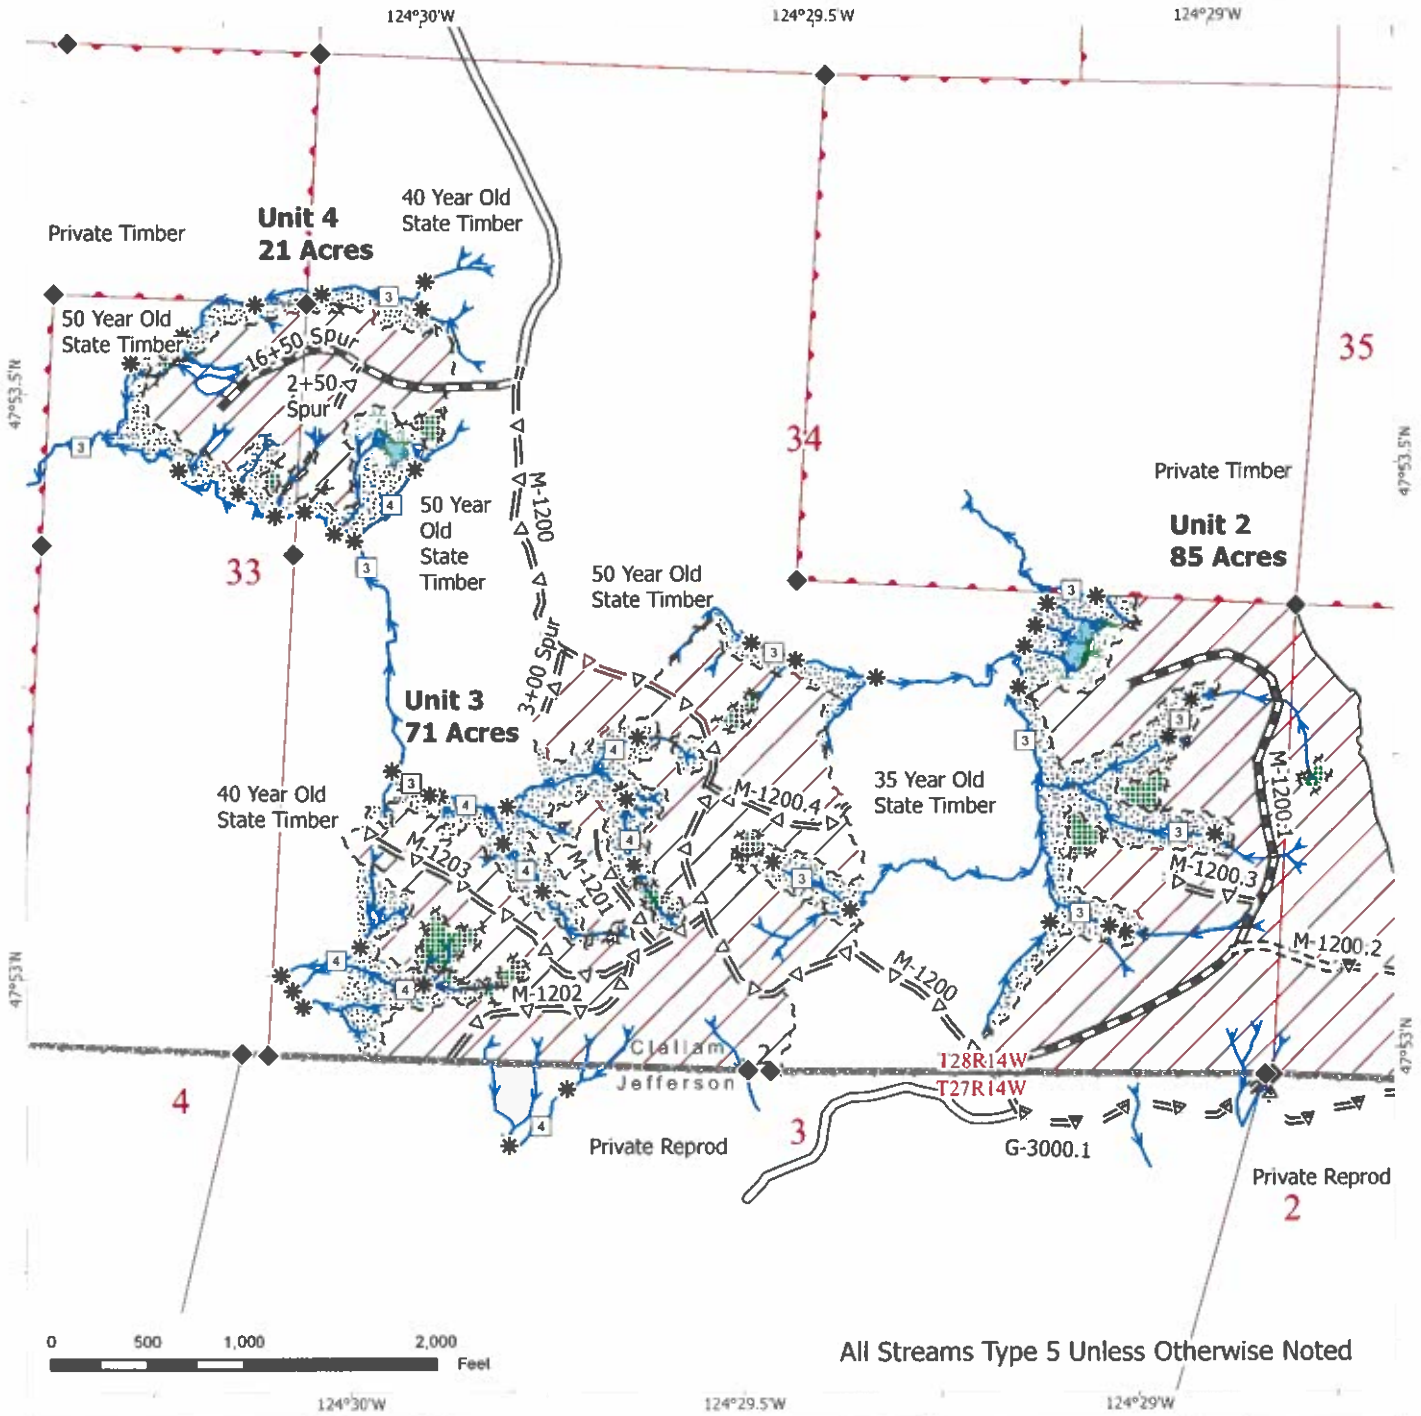 124°30'W
124°29.5'W
124°29'W
40 Year Old
State Timber
Unit 4
21 Acres
Private Timber
3
50 Year Old
State Timber
16+50 Spur
2+50
Spur
35
47°53.5'N
34
47°53.5'N
3
Private Timber
M-1200
4
50 Year
Old
State
Timber
Unit 2
85 Acres
33
3
50 Year Old
State Timber
3
3+00 Spur
3
Unit 3
71 Acres
3
4
3
M-1200.1
40 Year Old
State Timber
3
4
M-1200.4
35 Year Old
State Timber
4
3
M-1203
4
M-1201
3
M-1200.3
3
4
M-1200.2
47°53'N
4
M-1202
M-1200
47°53'N
Clallam
Jefferson
T28R14W
T27R14W
4
4
3
Private Reprod
G-3000.1
Private Reprod
2
0 500 1,000 2,000
Feet
All Streams Type 5 Unless Otherwise Noted
124°30'W
124°29.5'W
124°29'W